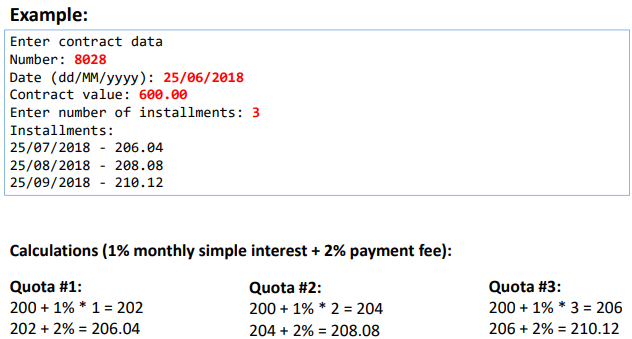 Example:
Enter contract data
Number: 8028
Date (dd/MM/yyyy): 25/06/2018
Contract value: 600.00
Enter number of installments: 3
Installments:
25/07/2018 - 206.04
25/08/2018 - 208.08
25/09/2018 - 210.12
Calculations (1% monthly simple interest + 2% payment fee):
Quota #1:
200 + 1% * 1 = 202
202 + 2% = 206.04
Quota #2:
200 + 1% * 2 = 204
204 + 2% = 208.08
Quota #3:
200 + 1% * 3 = 206
206 + 2% = 210.12